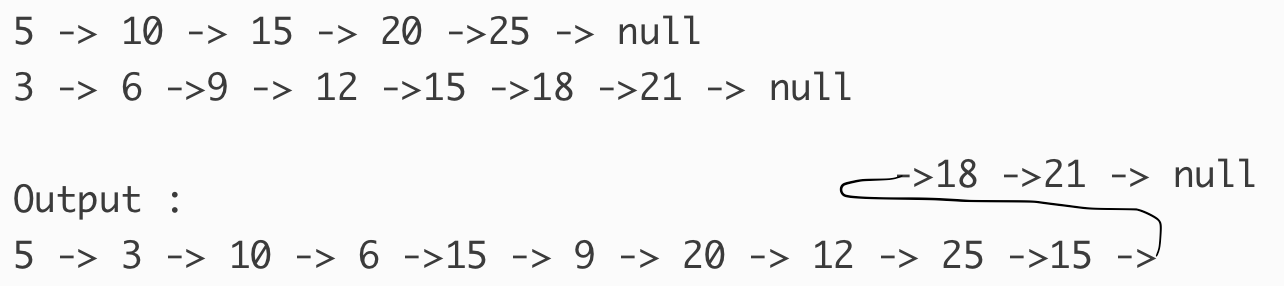 5 -> 10 -> 15 -> 20 ->25 -> null
3 -> 6 ->9 -> 12 ->15 ->18 ->21 -> null
Output :
5 -> 3 -> 10 -> 6 ->15 -> 9 -> 20 -> 12 -> 25 ->15 ->
->18 ->21 -> null